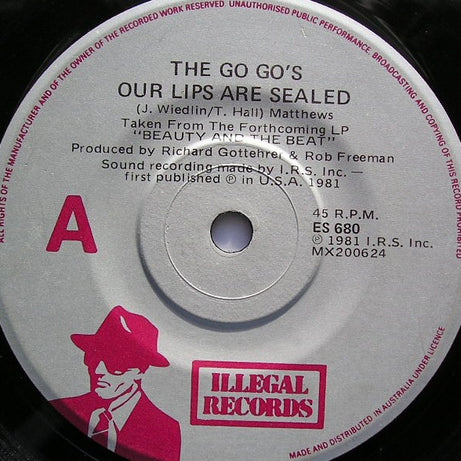 ALL RIGHTS OF THE MANUFACTURER AND OF THE OWNER OF THE RECORDED WORK RESERVED. UNAUTHORISED PUBLIC PERFORMANCE, BROADCASTING AND COPYING OF THIS RECORD PROHIBITED
THE GO GO'S
OUR LIPS ARE SEALED
(J. Wiedlin/T. Hall) Matthews
Taken From The Forthcoming LP
"BEAUTY AND THE BEAT"
Produced by Richard Gottehrer & Rob Freeman
Sound recording made by I.R.S. Inc. —
first published ℗ in U.S.A. 1981
A
45 R.P.M.
ES 680
℗ 1981 I.R.S. Inc.
MX200624
ILLEGAL
RECORDS
MADE AND DISTRIBUTED IN AUSTRALIA UNDER LICENCE